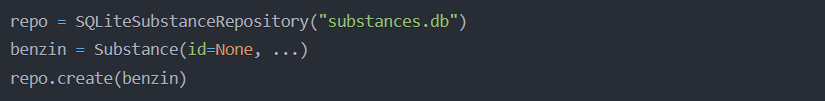 repo = SQLiteSubstanceRepository("substances.db")
benzin = Substance(id=None, ...)
repo.create(benzin)